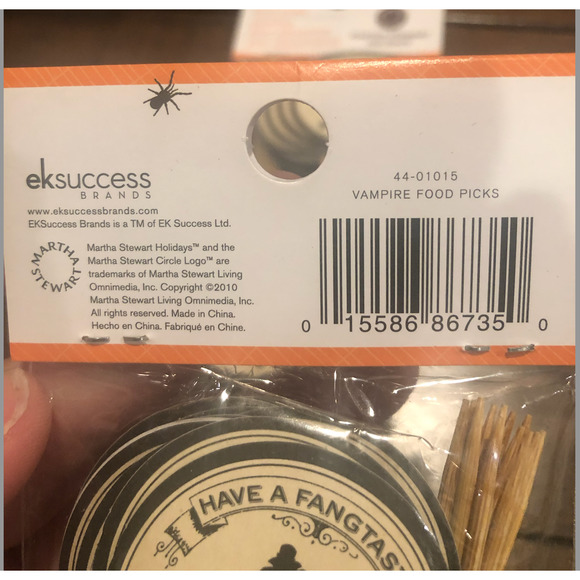 eksuccess
BRANDS
www.eksuccessbrands.com
EKSuccess Brands is a TM of EK Success Ltd.
MARTHA STEWART
Martha Stewart Holidays™ and the
Martha Stewart Circle Logo™ are
trademarks of Martha Stewart Living
Omnimedia, Inc. Copyright ©2010
Martha Stewart Living Omnimedia, Inc.
All rights reserved. Made in China.
Hecho en China. Fabriqué en Chine.
44-01015
VAMPIRE FOOD PICKS
0 15586 86735 0
HAVE A FANGTAS